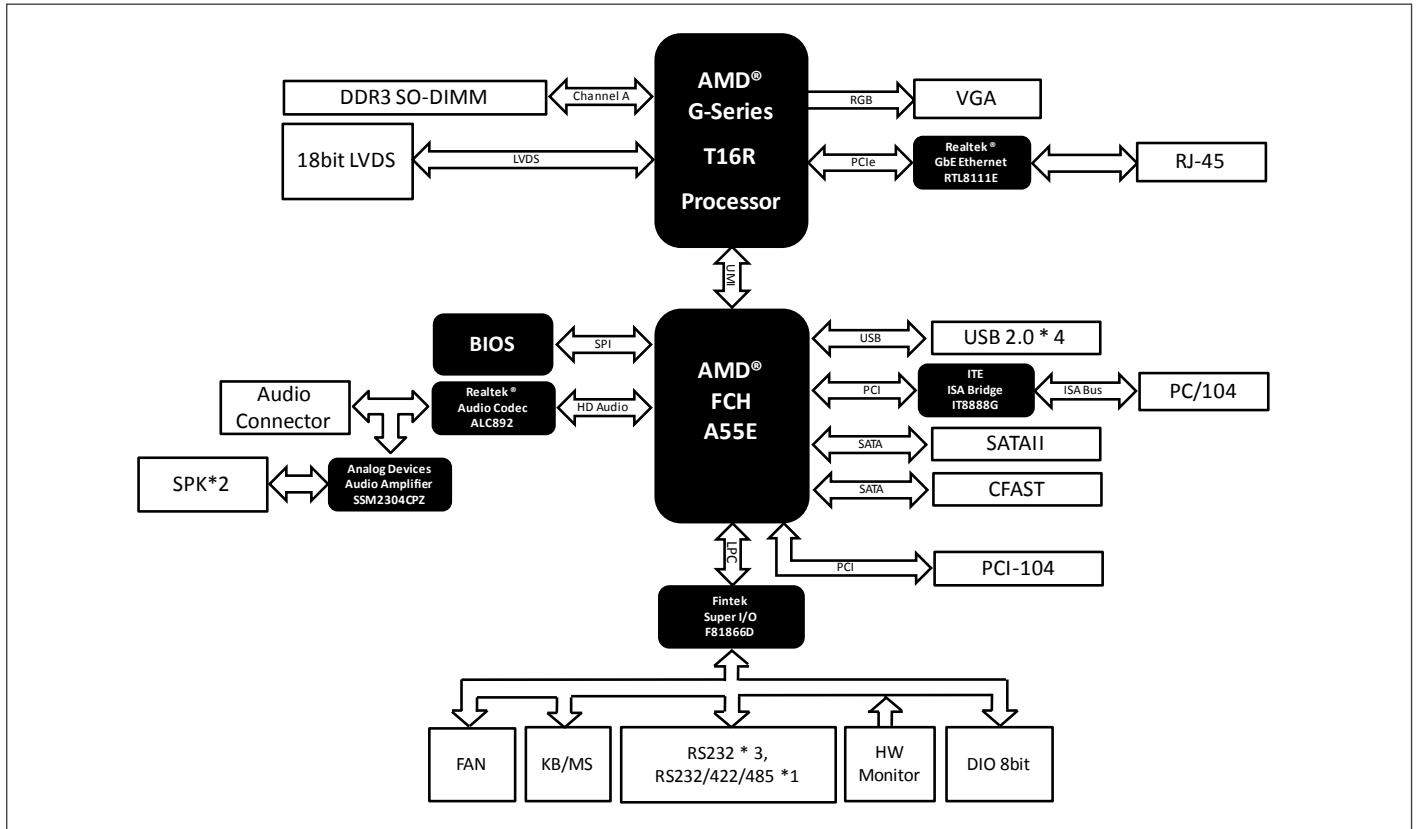 AMD®
G-Series
T16R
Processor
DDR3 SO-DIMM
Channel A
RGB
VGA
18bit LVDS
LVDS
PCIe
Realtek®
GbE Ethernet
RTL8111E
RJ-45
UMI
BIOS
SPI
AMD®
FCH
A55E
USB
USB 2.0 * 4
Audio
Connector
Realtek®
Audio Codec
ALC892
HD Audio
PCI
ITE
ISA Bridge
IT8888G
ISA Bus
PC/104
SATA
SATAII
SPK*2
Analog Devices
Audio Amplifier
SSM2304CPZ
SATA
CFAST
LPC
PCI
PCI-104
Fintek
Super I/O
F81866D
FAN
KB/MS
RS232 * 3,
RS232/422/485 *1
HW
Monitor
DIO 8bit